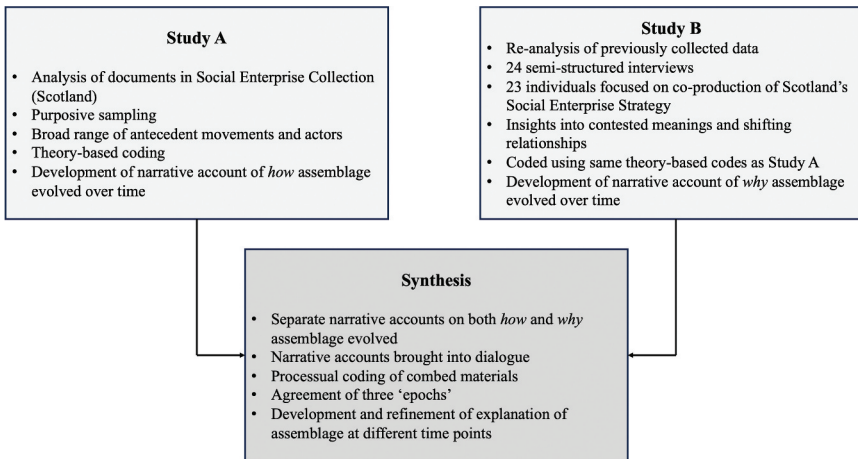 Study A
• Analysis of documents in Social Enterprise Collection
(Scotland)
• Purposive sampling
• Broad range of antecedent movements and actors
• Theory-based coding
• Development of narrative account of how assemblage
evolved over time
Study B
• Re-analysis of previously collected data
• 24 semi-structured interviews
• 23 individuals focused on co-production of Scotland's
Social Enterprise Strategy
• Insights into contested meanings and shifting
relationships
• Coded using same theory-based codes as Study A
• Development of narrative account of why assemblage
evolved over time
Synthesis
• Separate narrative accounts on both how and why
assemblage evolved
• Narrative accounts brought into dialogue
• Processual coding of combed materials
• Agreement of three ‘epochs’
• Development and refinement of explanation of
assemblage at different time points